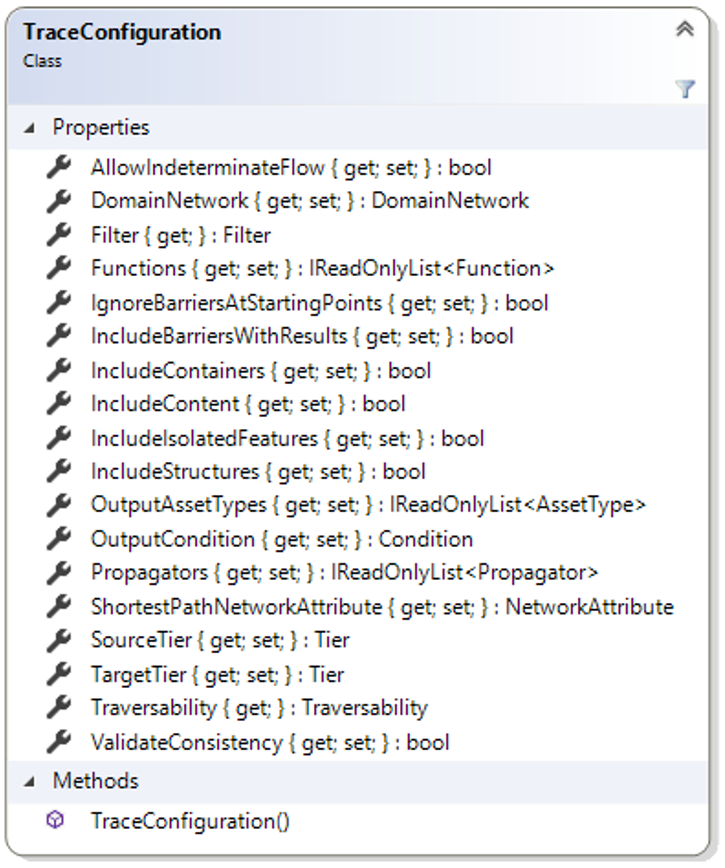 TraceConfiguration
Class
Properties
AllowIndeterminateFlow { get; set; } : bool
DomainNetwork { get; set; } : DomainNetwork
Filter { get; } : Filter
Functions { get; set; } : IReadOnlyList<Function>
IgnoreBarriersAtStartingPoints { get; set; } : bool
IncludeBarriersWithResults { get; set; } : bool
IncludeContainers { get; set; } : bool
IncludeContent { get; set; } : bool
IncludeIsolatedFeatures { get; set; } : bool
IncludeStructures { get; set; } : bool
OutputAssetTypes { get; set; } : IReadOnlyList<AssetType>
OutputCondition { get; set; } : Condition
Propagators { get; set; } : IReadOnlyList<Propagator>
ShortestPathNetworkAttribute { get; set; } : NetworkAttribute
SourceTier { get; set; } : Tier
TargetTier { get; set; } : Tier
Traversability { get; } : Traversability
ValidateConsistency { get; set; } : bool
Methods
TraceConfiguration()